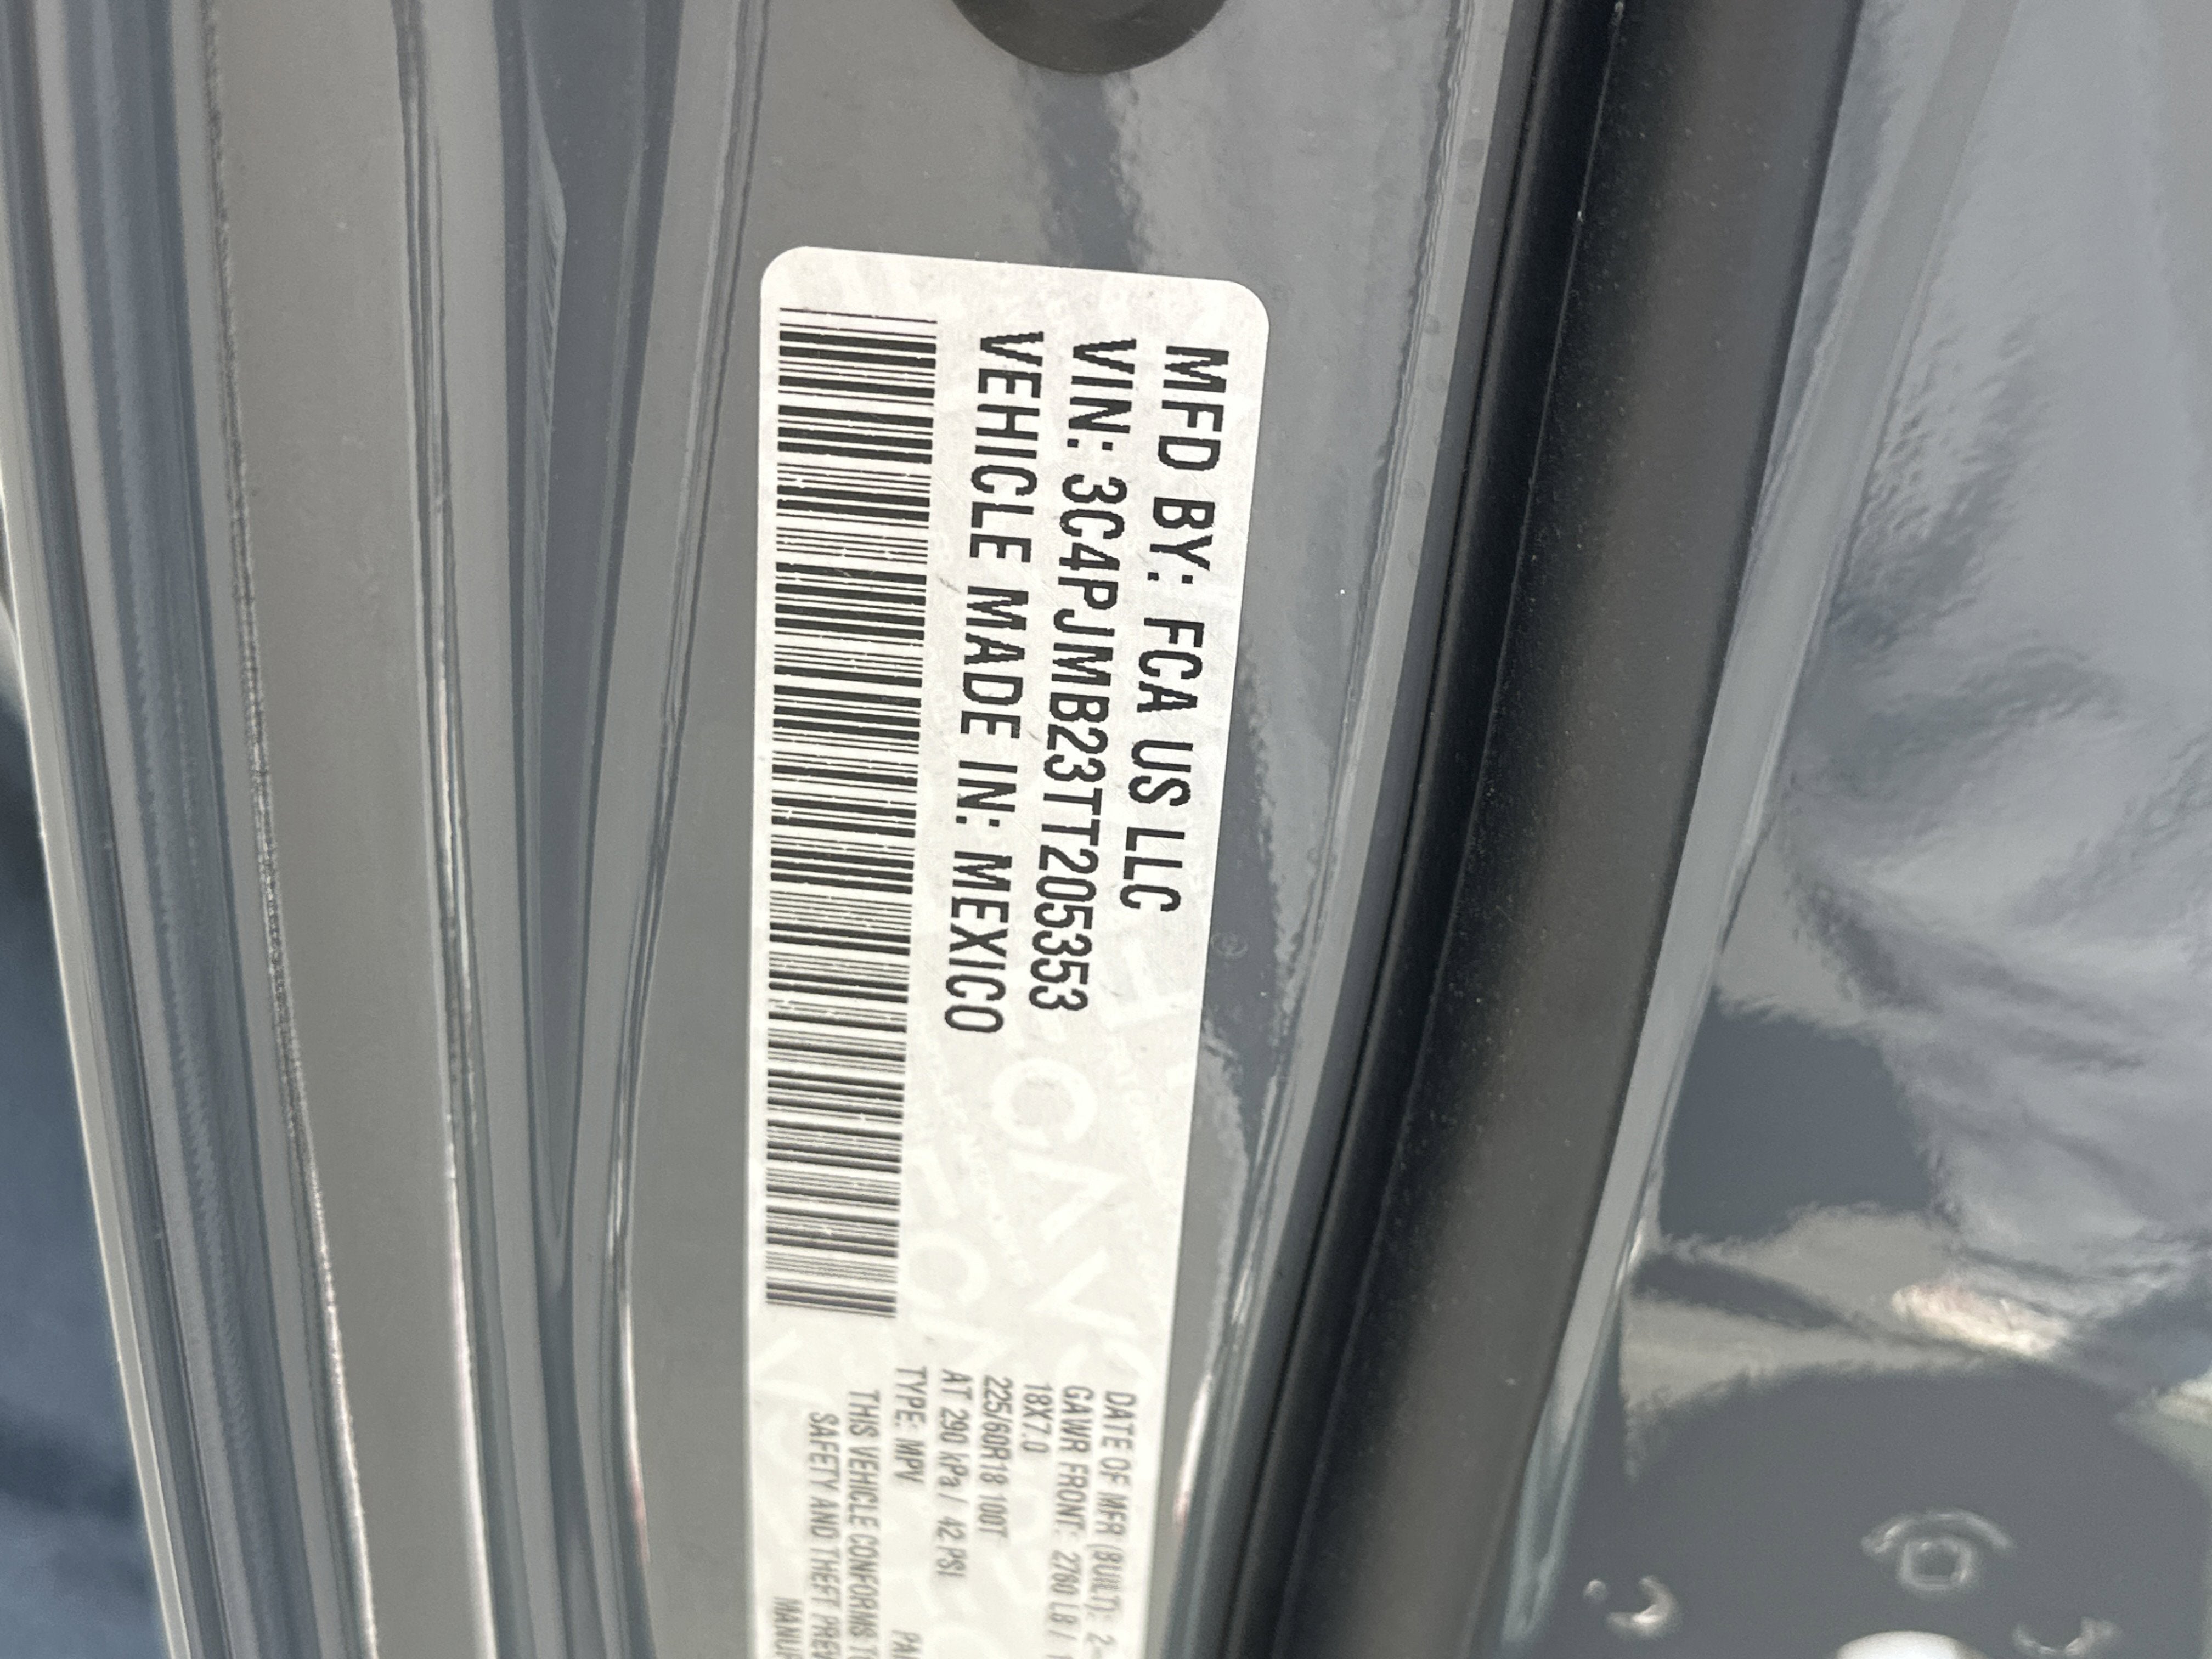 MFD BY: FCA US LLC
VIN: 3C4PJMB23TT205353
VEHICLE MADE IN: MEXICO
DATE OF MFR (BUILT): 2-
GAWR FRONT: 2760 LB /
18X7.0
225/60R18 100T
AT 290 kPa / 42 PSI
TYPE: MPV
THIS VEHICLE CONFORMS
SAFETY AND THEFT